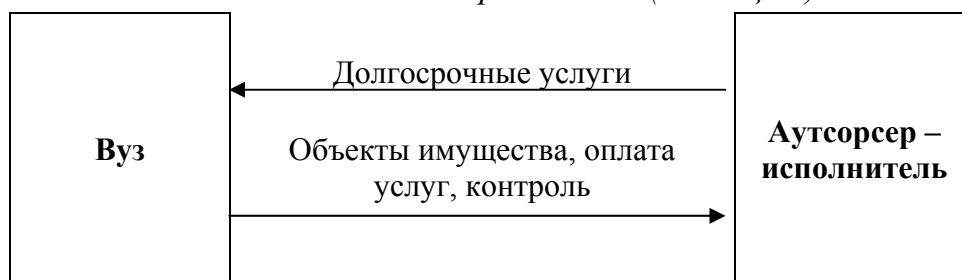 Долгосрочные услуги
Вуз
Объекты имущества, оплата
услуг, контроль
Аутсорсер –
исполнитель